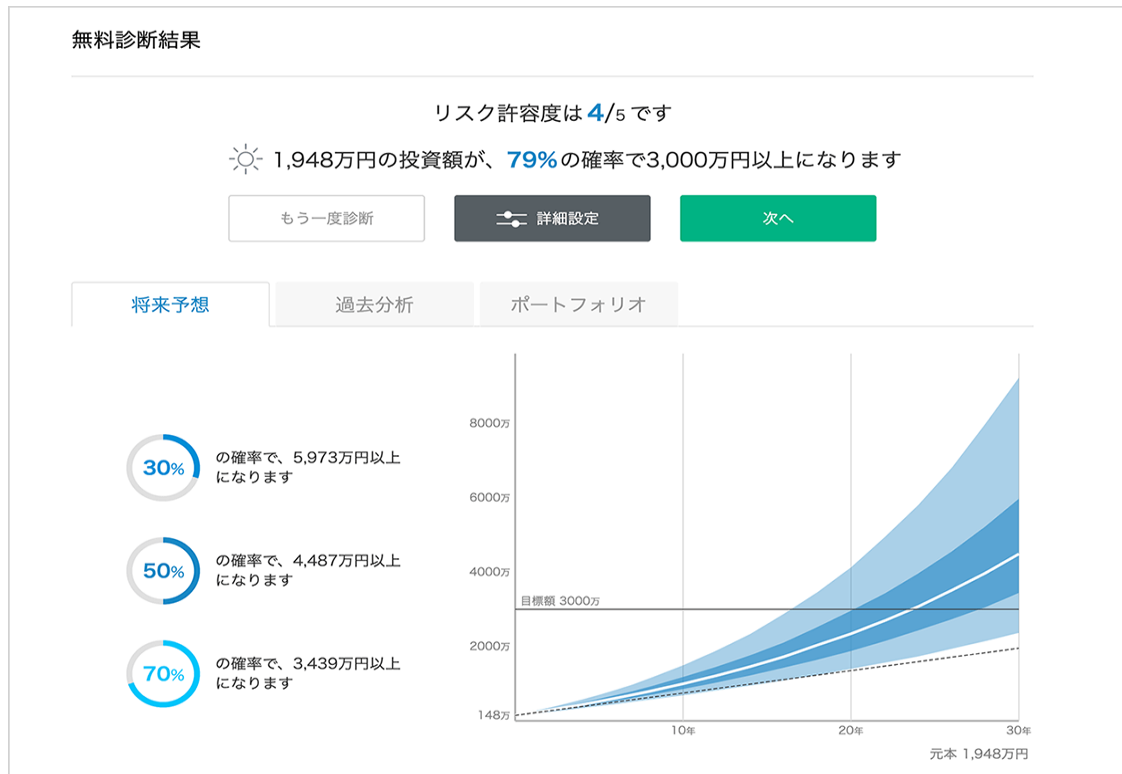 無料診断結果
リスク許容度は 4/5 です
1,948万円の投資額が、79%の確率で3,000万円以上になります
もう一度診断
詳細設定
次へ
将来予想
過去分析
ポートフォリオ
30%
の確率で、5,973万円以上
になります
50%
の確率で、4,487万円以上
になります
70%
の確率で、3,439万円以上
になります
8000万
6000万
4000万
目標額 3000万
2000万
148万
10年
20年
30年
元本 1,948万円